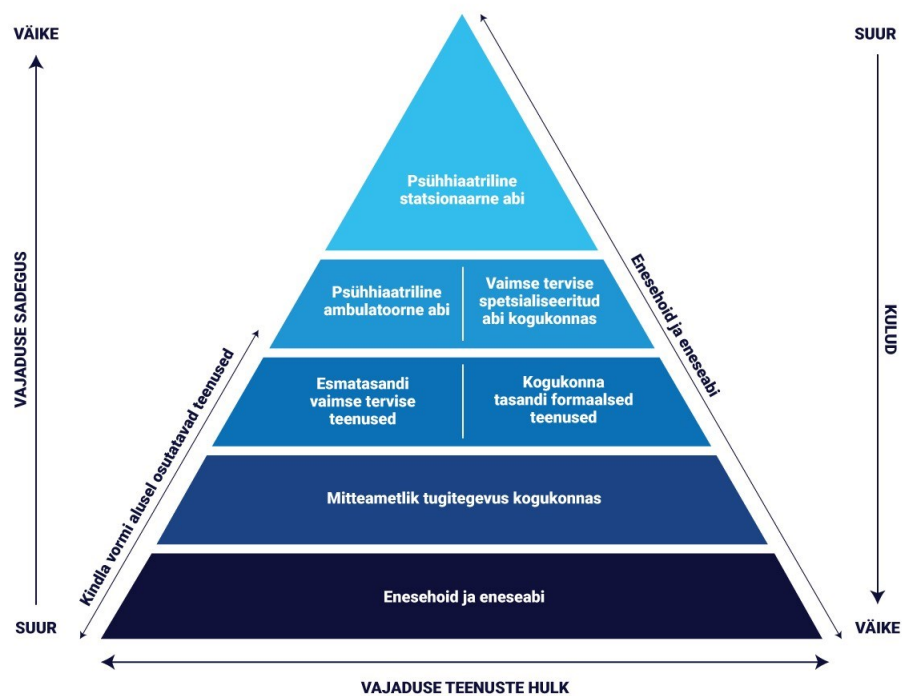 VÄIKE
SUUR
Psühhiaatriline
statsionaarne abi
Psühhiaatriline
ambulatoorne abi
Vaimse tervise
spetsialiseeritud
abi kogukonnas
Esmatasandi
vaimse tervise
teenused
Kogukonna
tasandi formaalsed
teenused
Mitteametlik tugitegevus kogukonnas
Enesehoid ja eneseabi
VAJADUSE SADEGUS
Kindla vormi alusel osutatavad teenused
Enesehoid ja eneseabi
KULUD
SUUR
VÄIKE
VAJADUSE TEENUSTE HULK